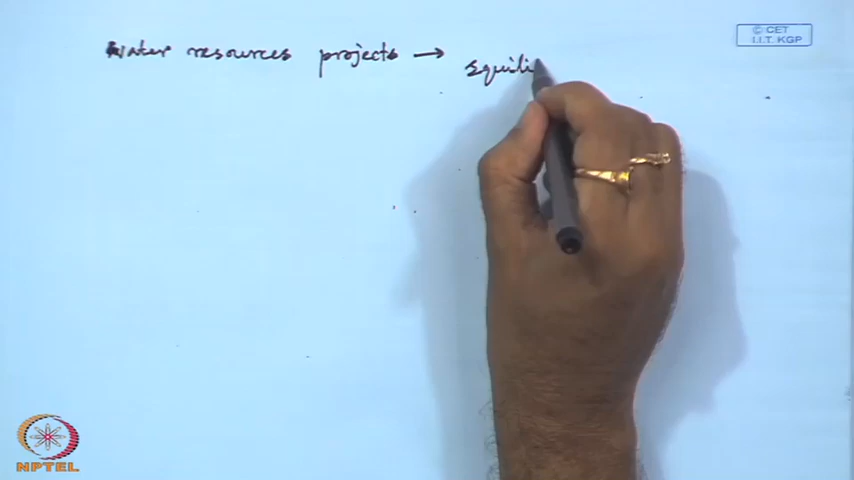 water resources projects → Equili
© CET
I.I.T. KGP
NPTEL